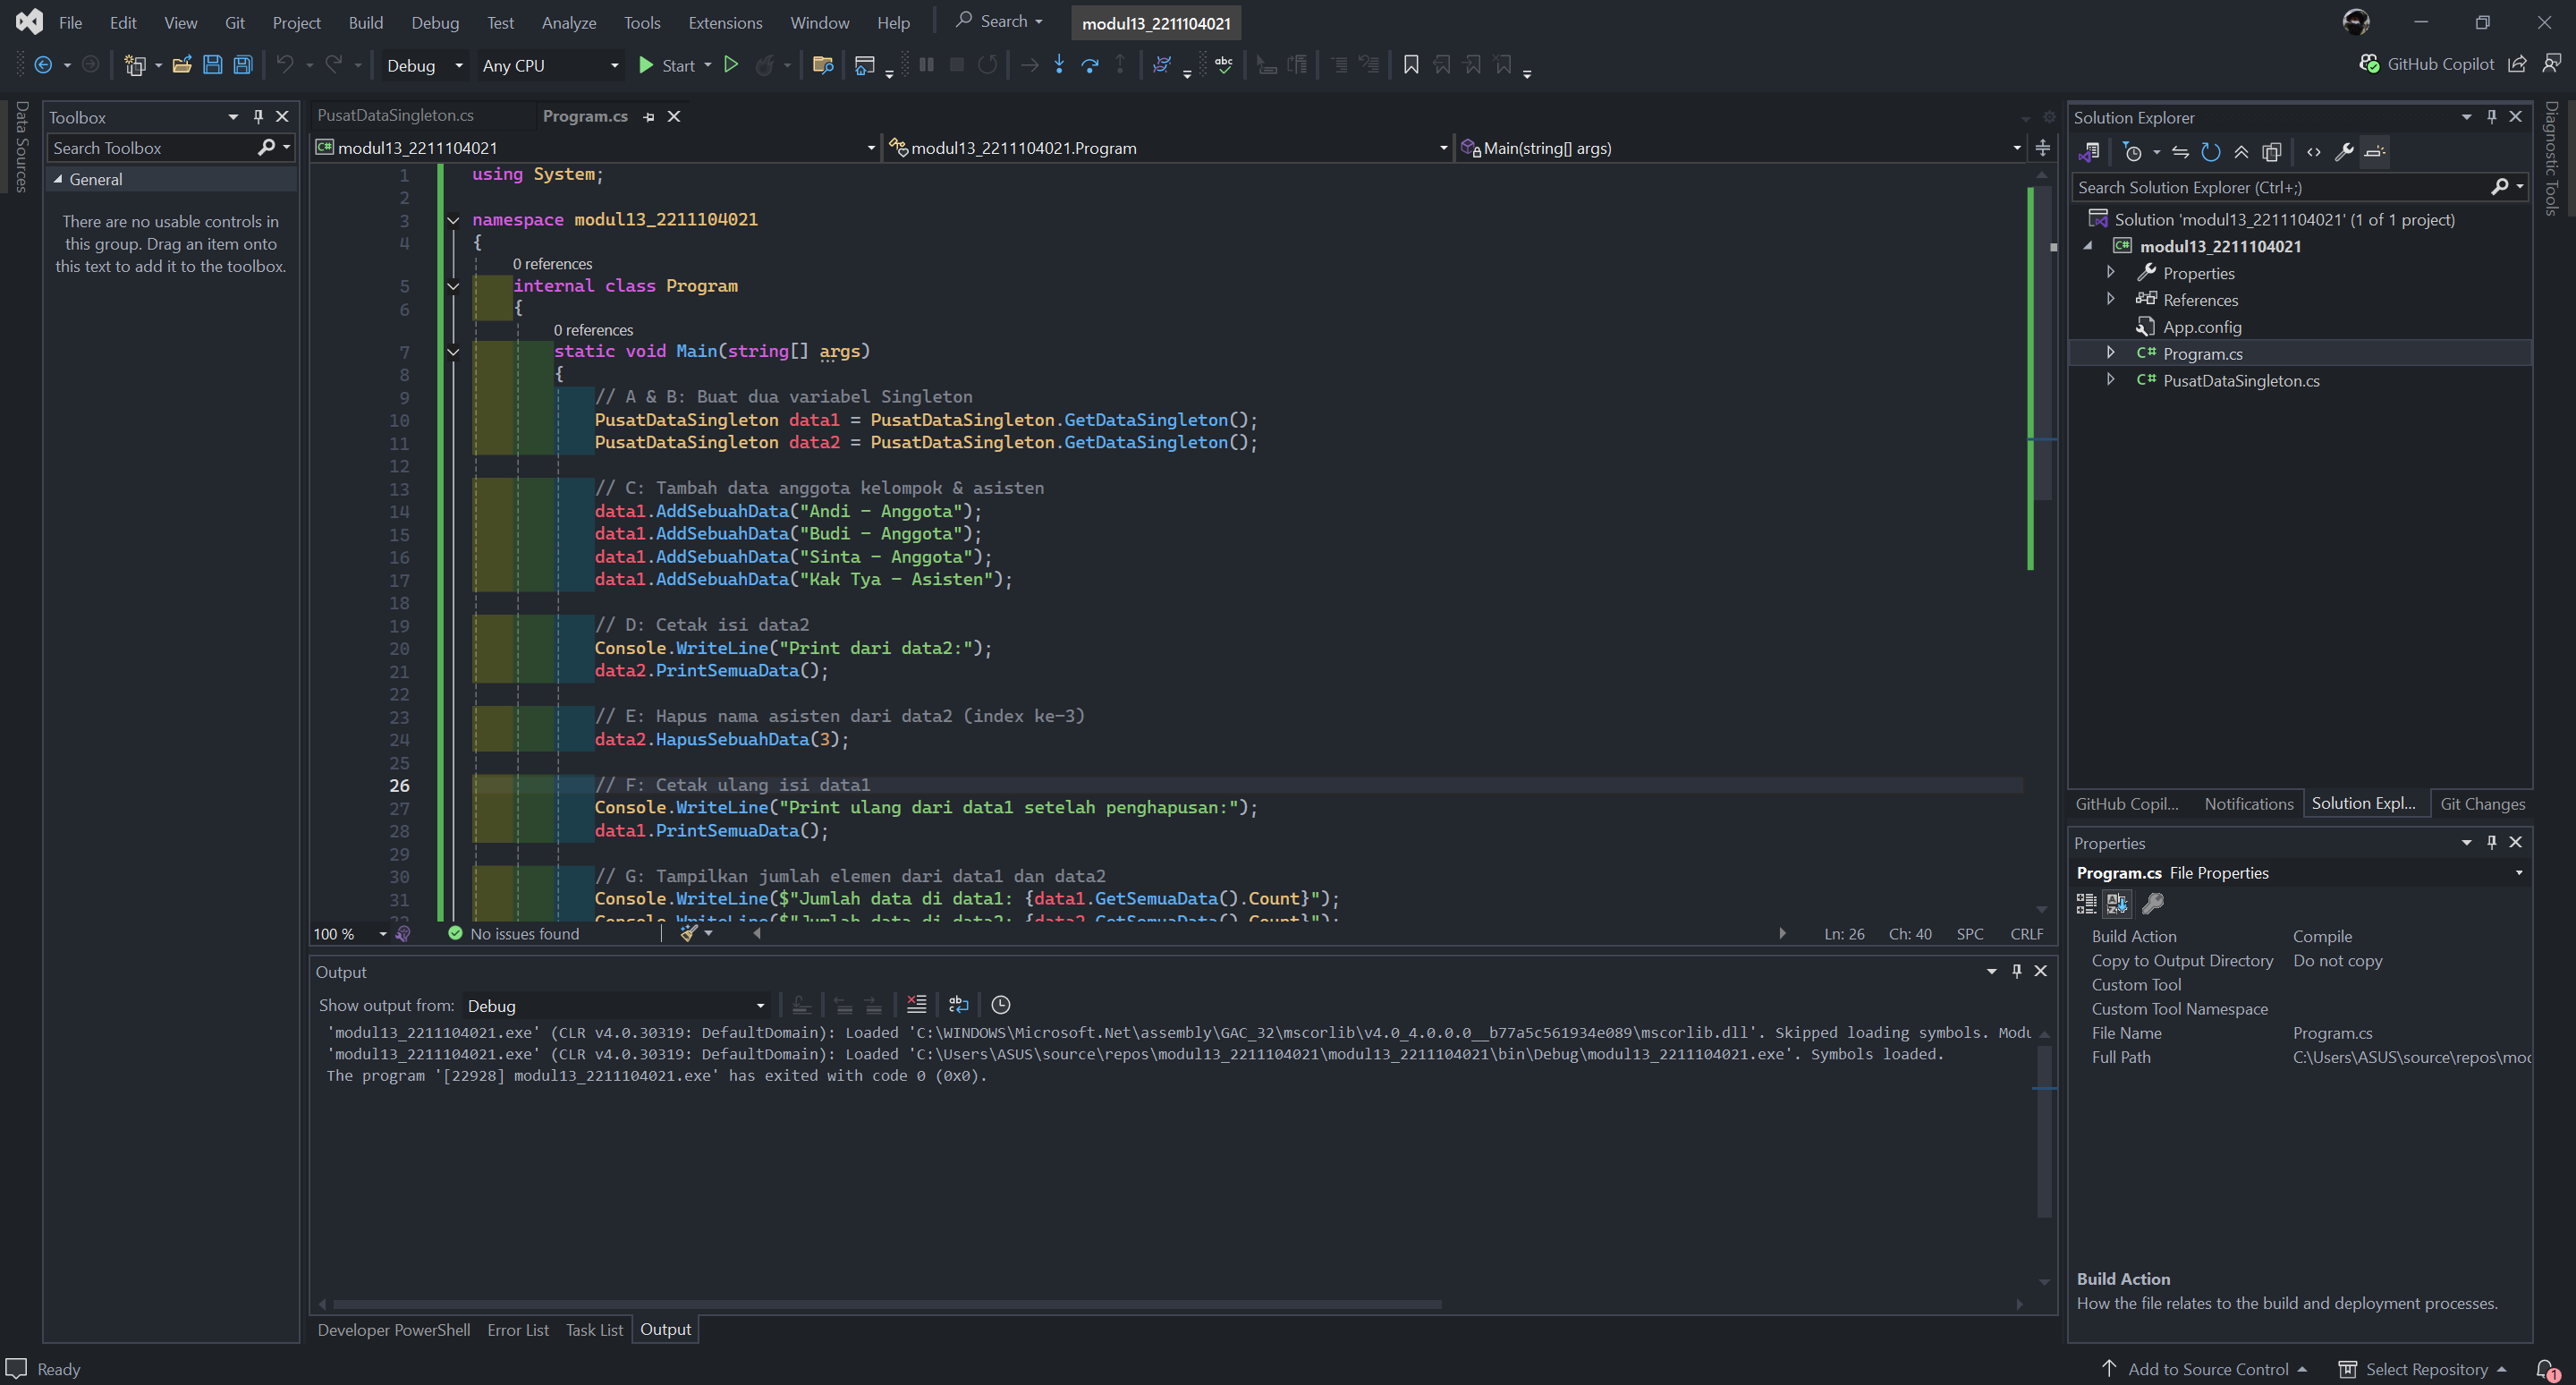 File Edit View Git Project Build Debug Test Analyze Tools Extensions Window Help Search modul13_2211104021
Debug Any CPU Start abc GitHub Copilot
Data Sources
Toolbox
Search Toolbox
General
There are no usable controls in
this group. Drag an item onto
this text to add it to the toolbox.
PusatDataSingleton.cs Program.cs
C# modul13_2211104021 modul13_2211104021.Program Main(string[] args)
1 using System;
2
3 namespace modul13_2211104021
4 {
0 references
5 internal class Program
6 {
0 references
7 static void Main(string[] args)
8 {
9 // A & B: Buat dua variabel Singleton
10 PusatDataSingleton data1 = PusatDataSingleton.GetDataSingleton();
11 PusatDataSingleton data2 = PusatDataSingleton.GetDataSingleton();
12
13 // C: Tambah data anggota kelompok & asisten
14 data1.AddSebuahData("Andi - Anggota");
15 data1.AddSebuahData("Budi - Anggota");
16 data1.AddSebuahData("Sinta - Anggota");
17 data1.AddSebuahData("Kak Tya - Asisten");
18
19 // D: Cetak isi data2
20 Console.WriteLine("Print dari data2:");
21 data2.PrintSemuaData();
22
23 // E: Hapus nama asisten dari data2 (index ke-3)
24 data2.HapusSebuahData(3);
25
26 // F: Cetak ulang isi data1
27 Console.WriteLine("Print ulang dari data1 setelah penghapusan:");
28 data1.PrintSemuaData();
29
30 // G: Tampilkan jumlah elemen dari data1 dan data2
31 Console.WriteLine($"Jumlah data di data1: {data1.GetSemuaData().Count}");
32 Console.WriteLine($"Jumlah data di data2: {data2.GetSemuaData().Count}");
100 % No issues found Ln: 26 Ch: 40 SPC CRLF
Output
Show output from: Debug
'modul13_2211104021.exe' (CLR v4.0.30319: DefaultDomain): Loaded 'C:\WINDOWS\Microsoft.Net\assembly\GAC_32\mscorlib\v4.0_4.0.0.0__b77a5c561934e089\mscorlib.dll'. Skipped loading symbols. Modu
'modul13_2211104021.exe' (CLR v4.0.30319: DefaultDomain): Loaded 'C:\Users\ASUS\source\repos\modul13_2211104021\modul13_2211104021\bin\Debug\modul13_2211104021.exe'. Symbols loaded.
The program '[22928] modul13_2211104021.exe' has exited with code 0 (0x0).
Developer PowerShell Error List Task List Output
Solution Explorer
Search Solution Explorer (Ctrl+;)
Solution 'modul13_2211104021' (1 of 1 project)
C# modul13_2211104021
Properties
References
App.config
C# Program.cs
C# PusatDataSingleton.cs
GitHub Copil... Notifications Solution Expl... Git Changes
Properties
Program.cs File Properties
Build Action Compile
Copy to Output Directory Do not copy
Custom Tool
Custom Tool Namespace
File Name Program.cs
Full Path C:\Users\ASUS\source\repos\moc
Build Action
How the file relates to the build and deployment processes.
Diagnostic Tools
Ready Add to Source Control Select Repository 1